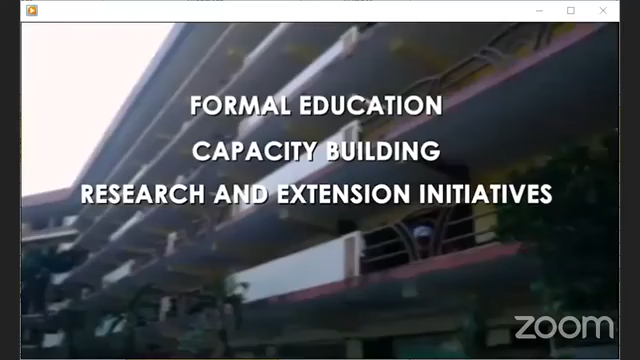 FORMAL EDUCATION
CAPACITY BUILDING
RESEARCH AND EXTENSION INITIATIVES
zoom